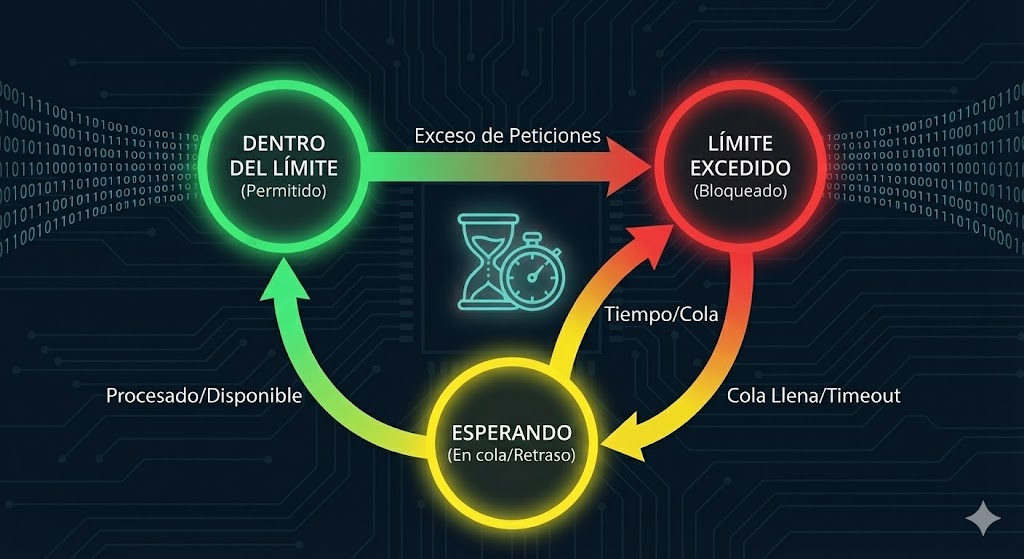 DENTRO
DEL LÍMITE
(Permitido)
Exceso de Peticiones
LÍMITE
EXCEDIDO
(Bloqueado)
Tiempo/Cola
Procesado/Disponible
Cola Llena/Timeout
ESPERANDO
(En cola/Retraso)